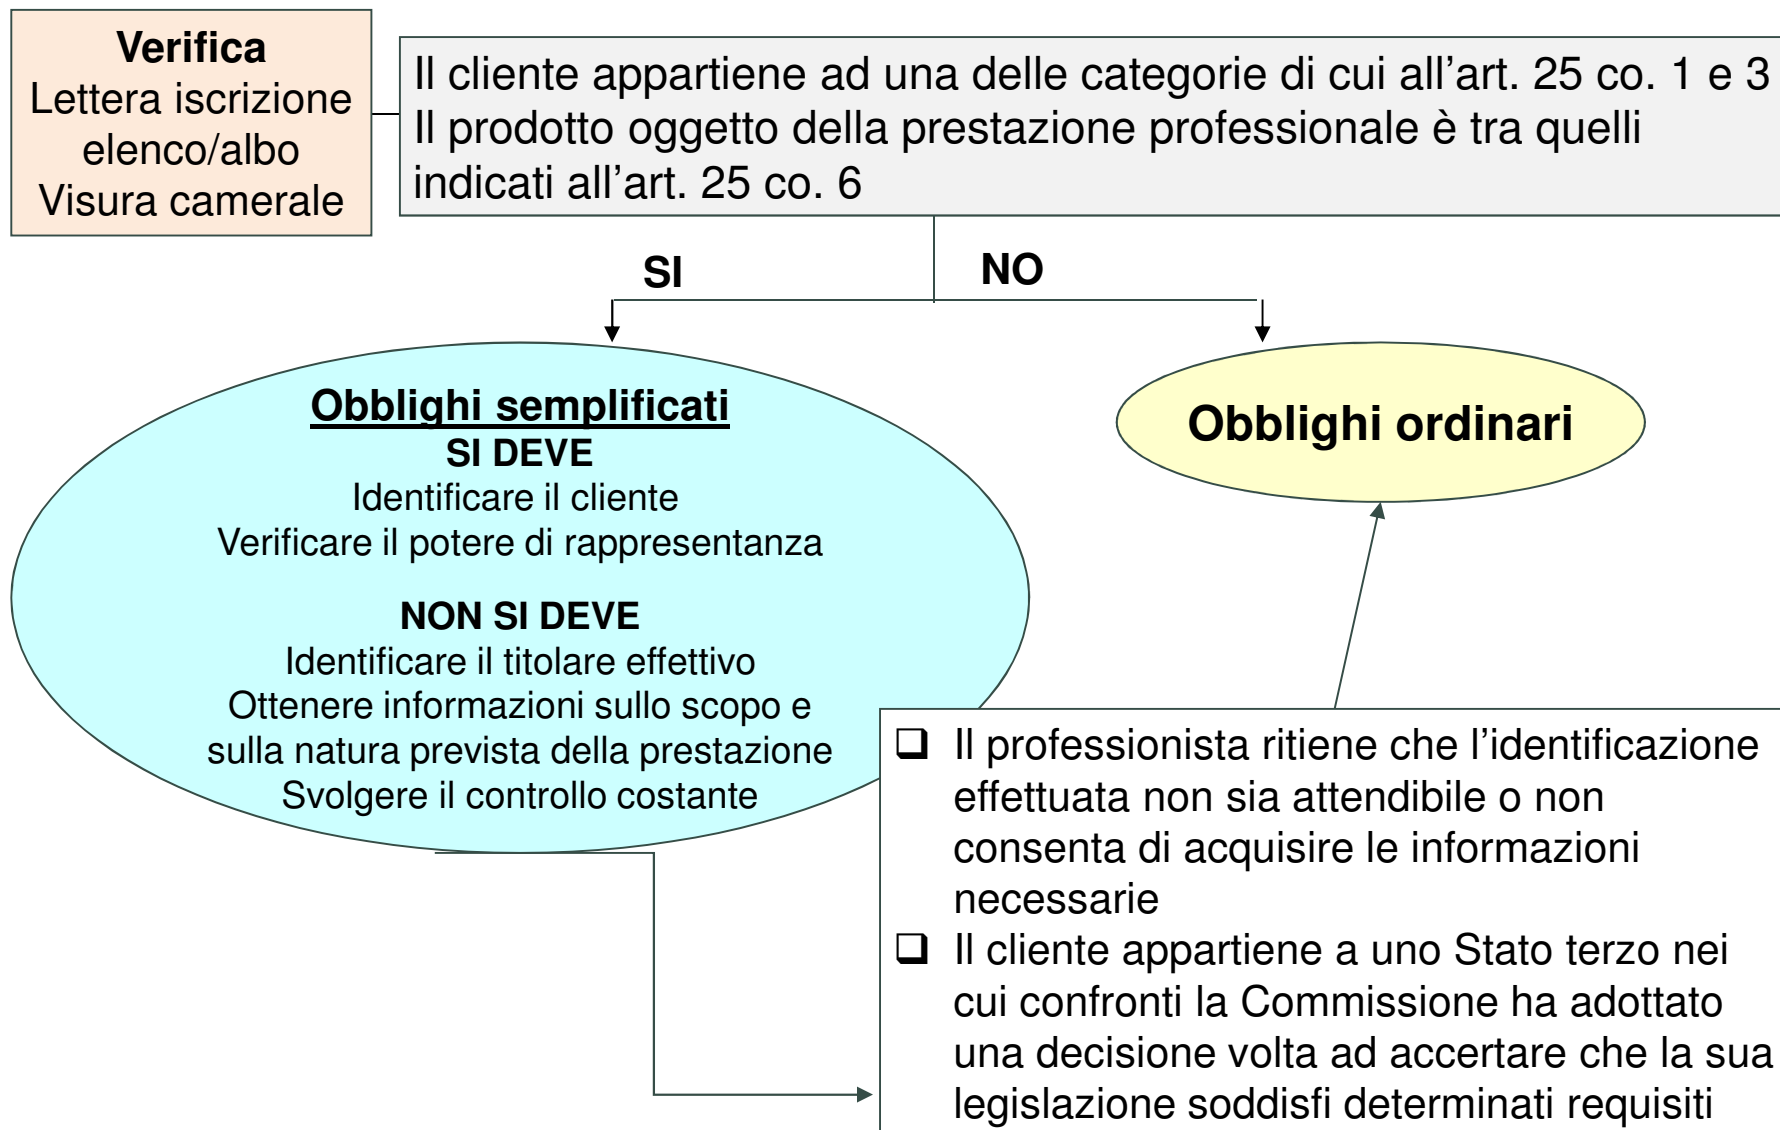 Verifica
Lettera iscrizione
elenco/albo
Visura camerale
Il cliente appartiene ad una delle categorie di cui all'art. 25 co. 1 e 3
Il prodotto oggetto della prestazione professionale è tra quelli
indicati all'art. 25 co. 6
SI
NO
Obblighi semplificati
SI DEVE
Identificare il cliente
Verificare il potere di rappresentanza
NON SI DEVE
Identificare il titolare effettivo
Ottenere informazioni sullo scopo e
sulla natura prevista della prestazione
Svolgere il controllo costante
Obblighi ordinari
❑ Il professionista ritiene che l'identificazione
effettuata non sia attendibile o non
consenta di acquisire le informazioni
necessarie
❑ Il cliente appartiene a uno Stato terzo nei
cui confronti la Commissione ha adottato
una decisione volta ad accertare che la sua
legislazione soddisfi determinati requisiti